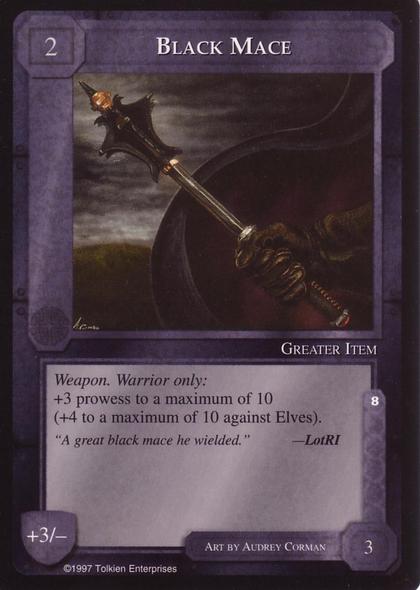 2
BLACK MACE
GREATER ITEM
Weapon. Warrior only:
+3 prowess to a maximum of 10
(+4 to a maximum of 10 against Elves).
"A great black mace he wielded." —LotRI
8
+3/–
ART BY AUDREY CORMAN
3
©1997 Tolkien Enterprises